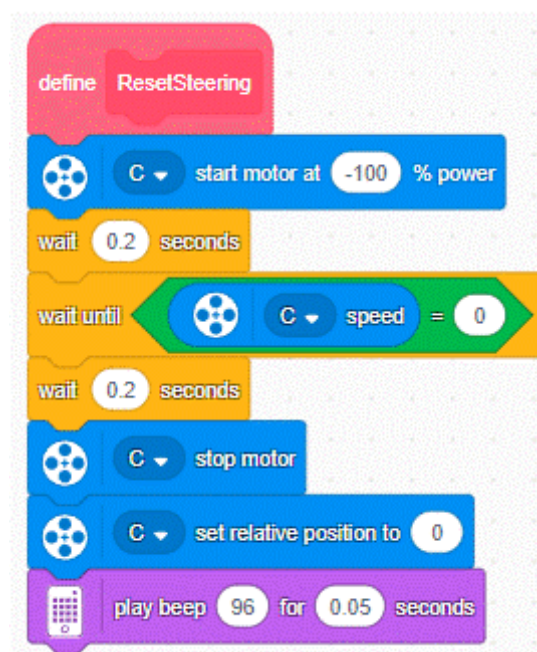 define ResetSteering
C start motor at -100 % power
wait 0.2 seconds
wait until C speed = 0
wait 0.2 seconds
C stop motor
C set relative position to 0
play beep 96 for 0.05 seconds